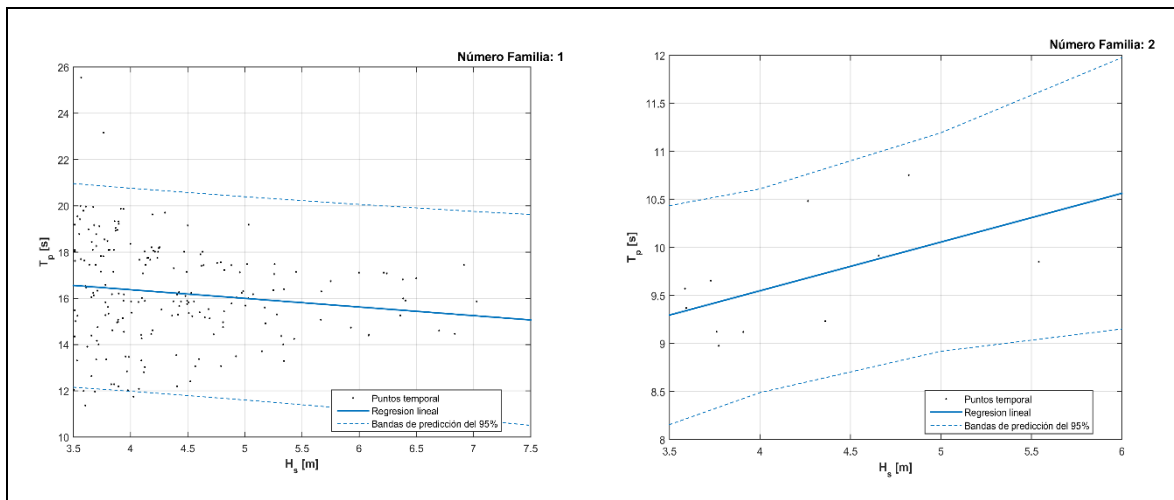 Número Familia: 1
26
24
22
20
18
16
14
12
10
T_p [s]
3.5 4 4.5 5 5.5 6 6.5 7 7.5
H_s [m]
Puntos temporal
Regresion lineal
Bandas de predicción del 95%
Número Familia: 2
12
11.5
11
10.5
10
9.5
9
8.5
8
T_p [s]
3.5 4 4.5 5 5.5 6
H_s [m]
Puntos temporal
Regresion lineal
Bandas de predicción del 95%